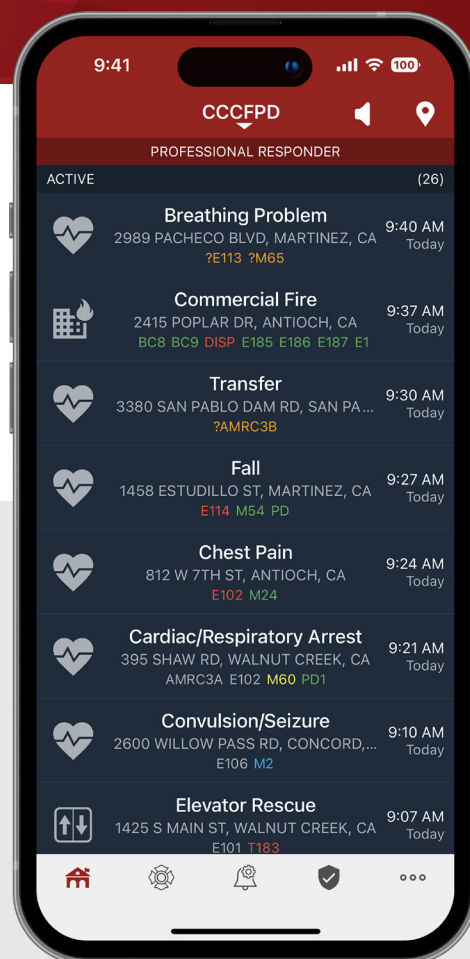 9:41
100
CCCFPD
PROFESSIONAL RESPONDER
ACTIVE (26)
Breathing Problem
2989 PACHECO BLVD, MARTINEZ, CA
?E113 ?M65
9:40 AM
Today
Commercial Fire
2415 POPLAR DR, ANTIOCH, CA
BC8 BC9 DISP E185 E186 E187 E1
9:37 AM
Today
Transfer
3380 SAN PABLO DAM RD, SAN PA...
?AMRC3B
9:30 AM
Today
Fall
1458 ESTUDILLO ST, MARTINEZ, CA
E114 M54 PD
9:27 AM
Today
Chest Pain
812 W 7TH ST, ANTIOCH, CA
E102 M24
9:24 AM
Today
Cardiac/Respiratory Arrest
395 SHAW RD, WALNUT CREEK, CA
AMRC3A E102 M60 PD1
9:21 AM
Today
Convulsion/Seizure
2600 WILLOW PASS RD, CONCORD,...
E106 M2
9:10 AM
Today
Elevator Rescue
1425 S MAIN ST, WALNUT CREEK, CA
E101 T183
9:07 AM
Today